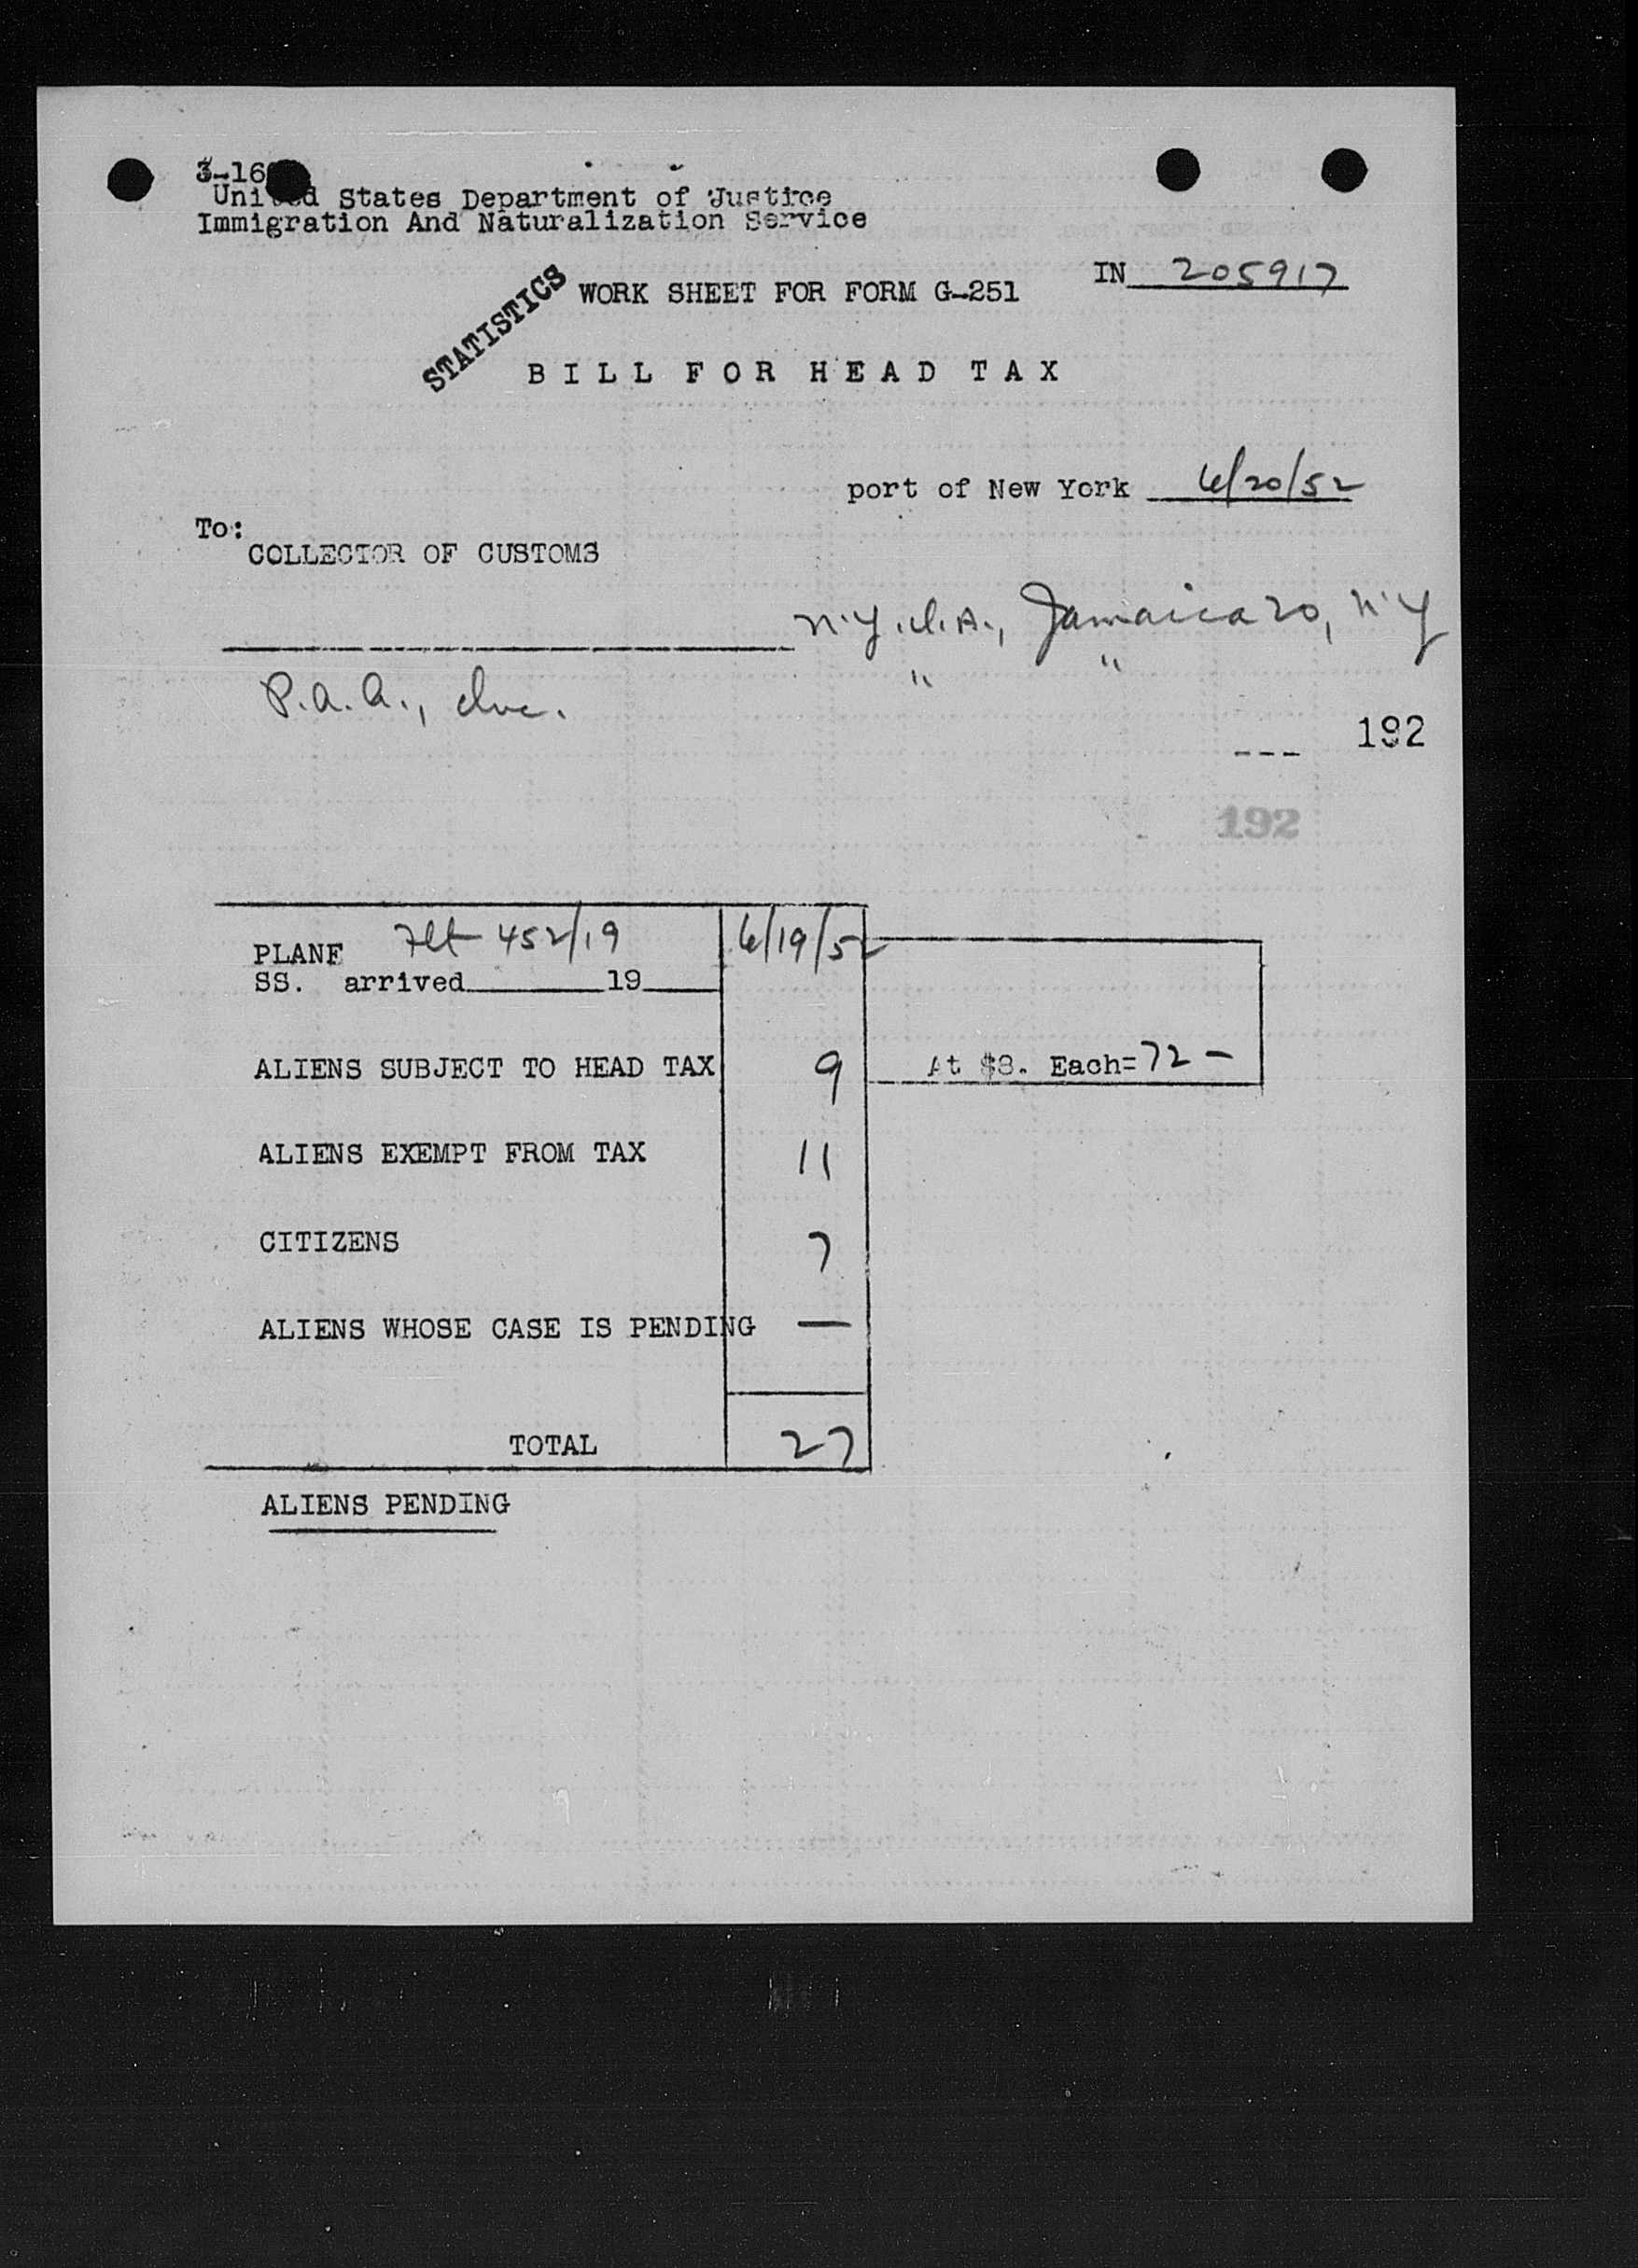 3-16
United States Department of Justice
Immigration And Naturalization Service
IN 205917
STATISTICS
WORK SHEET FOR FORM G-251
BILL FOR HEAD TAX
port of New York 6/20/52
To:
COLLECTOR OF CUSTOMS
N.Y.I.A., Jamaica 20, N.Y
" "
P.A.A., Inc.
--- 192
192
PLANE Flt 452/19 6/19/52
SS. arrived 19
ALIENS SUBJECT TO HEAD TAX 9 At $8. Each=72 -
ALIENS EXEMPT FROM TAX 11
CITIZENS 7
ALIENS WHOSE CASE IS PENDING —
TOTAL 27
ALIENS PENDING